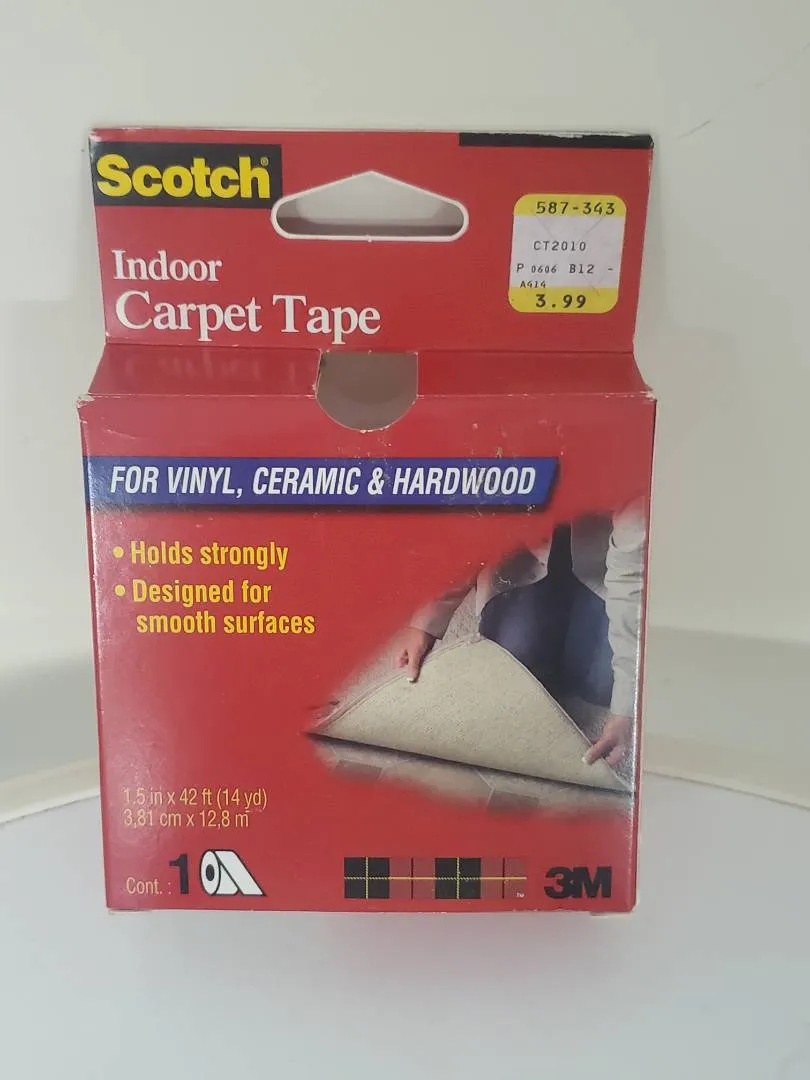 Scotch®
587-343
CT2010
P 0606 B12 -
A414
3.99
Indoor
Carpet Tape
FOR VINYL, CERAMIC & HARDWOOD
• Holds strongly
• Designed for
smooth surfaces
1.5 in x 42 ft (14 yd)
3,81 cm x 12,8 m
Cont.: 1
™
3M